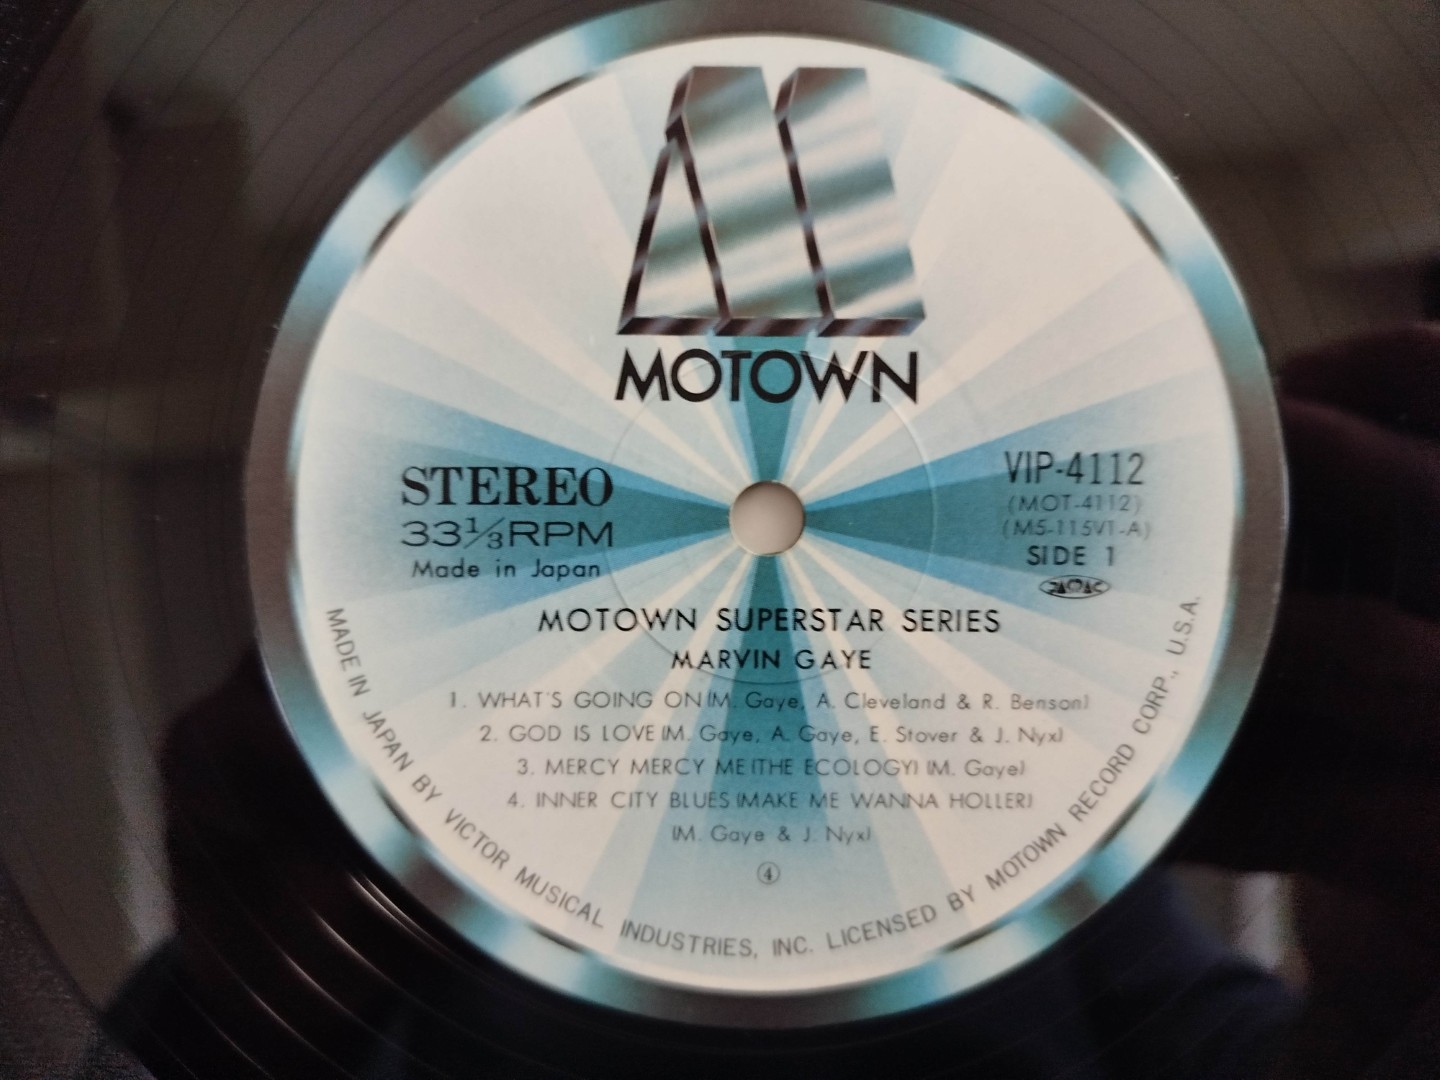 MOTOWN
STEREO
33⅓RPM
Made in Japan
VIP-4112
(MOT-4112)
(M5-115V1-A)
SIDE 1
MOTOWN SUPERSTAR SERIES
MARVIN GAYE
1. WHAT'S GOING ON(M. Gaye, A. Cleveland & R. Benson)
2. GOD IS LOVE(M. Gaye, A. Gaye, E. Stover & J. Nyx)
3. MERCY MERCY ME(THE ECOLOGY) (M. Gaye)
4. INNER CITY BLUES(MAKE ME WANNA HOLLER)
(M. Gaye & J. Nyx)
④
MADE IN JAPAN BY VICTOR MUSICAL INDUSTRIES, INC. LICENSED BY MOTOWN RECORD CORP., U.S.A.